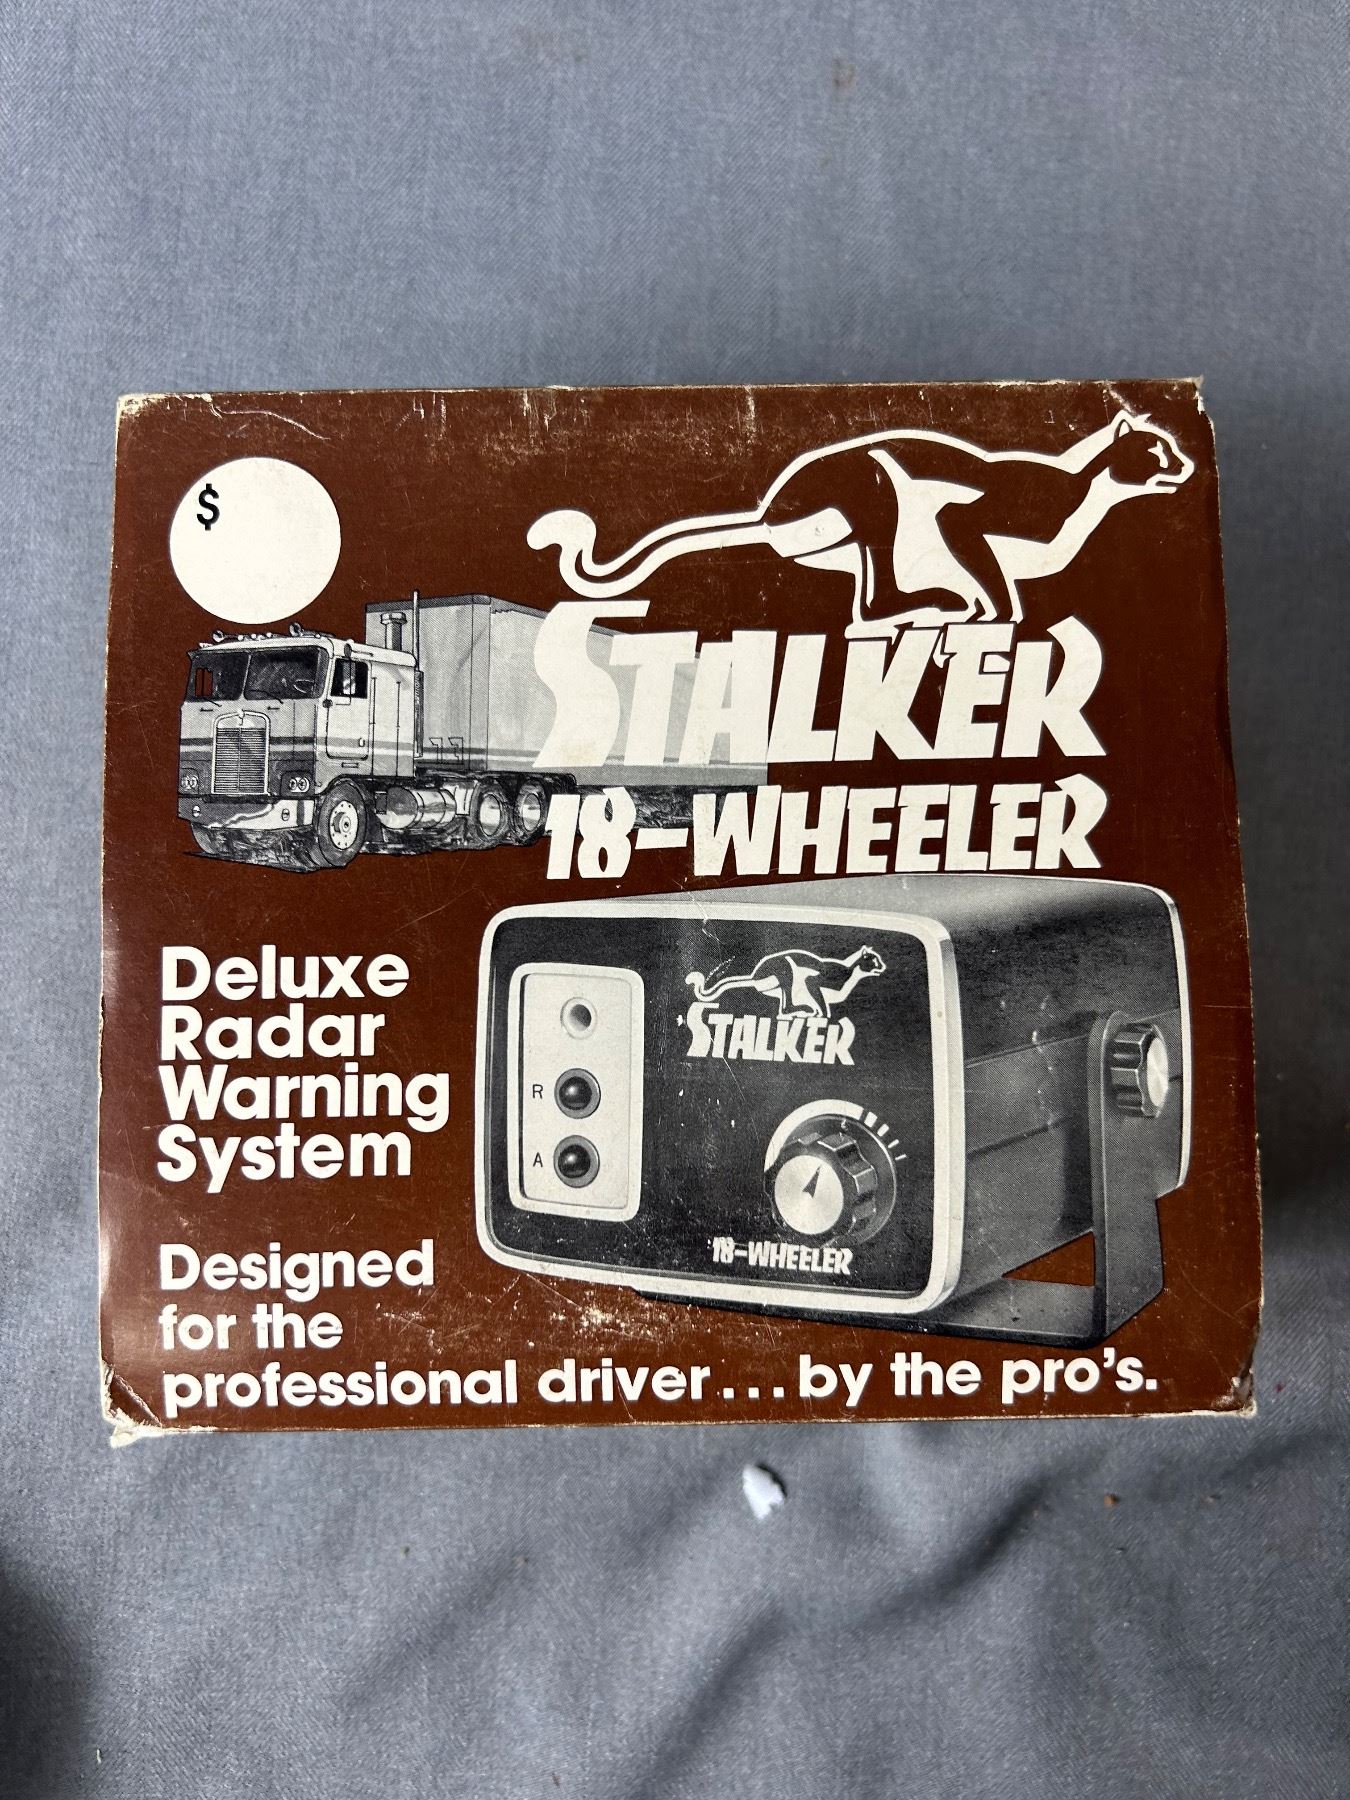 $
STALKER
18-WHEELER
Deluxe
Radar
Warning
System
STALKER
R
A
18-WHEELER
Designed
for the
professional driver... by the pro's.